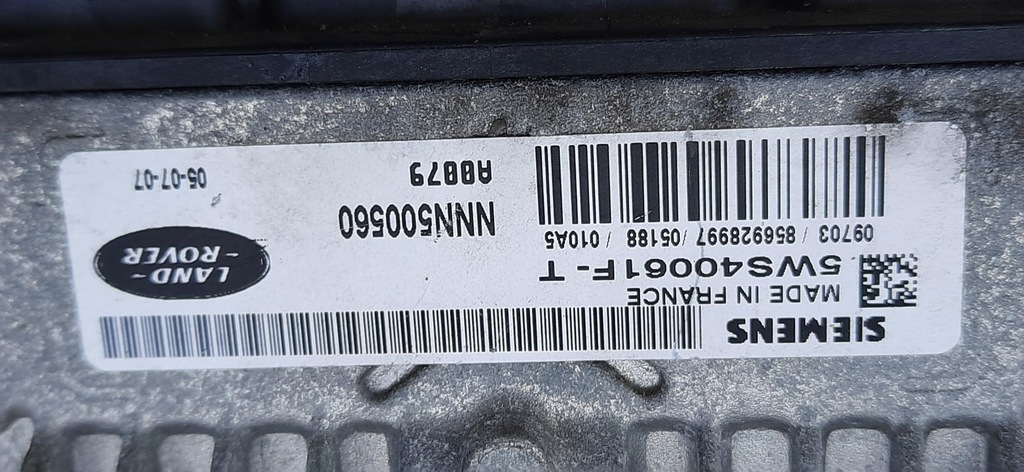 SIEMENS
MADE IN FRANCE
5WS40061F-T
09703 / 856928997 / 05188 / 010A5
LAND-
-ROVER
NNN500560
A0079
05-07-07